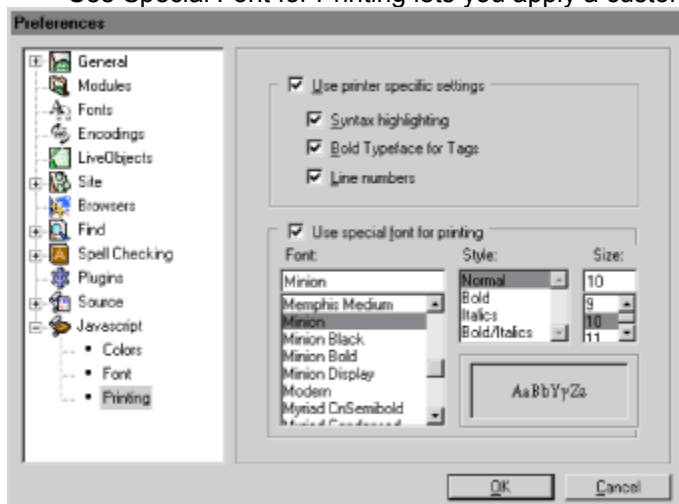 Use Special Font for Printing lets you apply a custom
Preferences
General
Modules
Fonts
Encodings
LiveObjects
Site
Browsers
Find
Spell Checking
Plugins
Source
Javascript
Colors
Font
Printing
Use printer specific settings
Syntax highlighting
Bold Typeface for Tags
Line numbers
Use special font for printing
Font:
Minion
Memphis Medium
Minion
Minion Black
Minion Bold
Minion Display
Modern
Myriad CnSemibold
Style:
Normal
Bold
Italics
Bold/Italics
Size:
10
9
10
11
AaBbYyZz
OK
Cancel